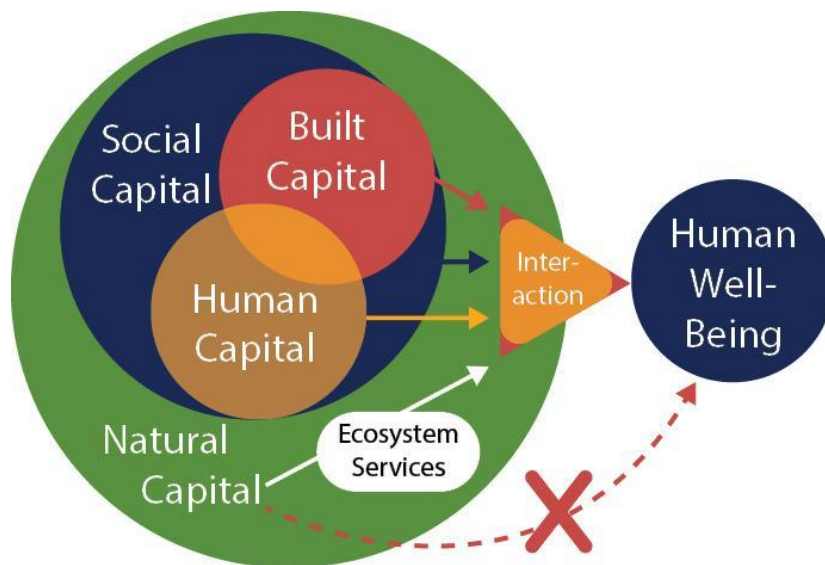 Social
Capital
Built
Capital
Human
Capital
Natural
Capital
Ecosystem
Services
Inter-
action
Human
Well-
Being